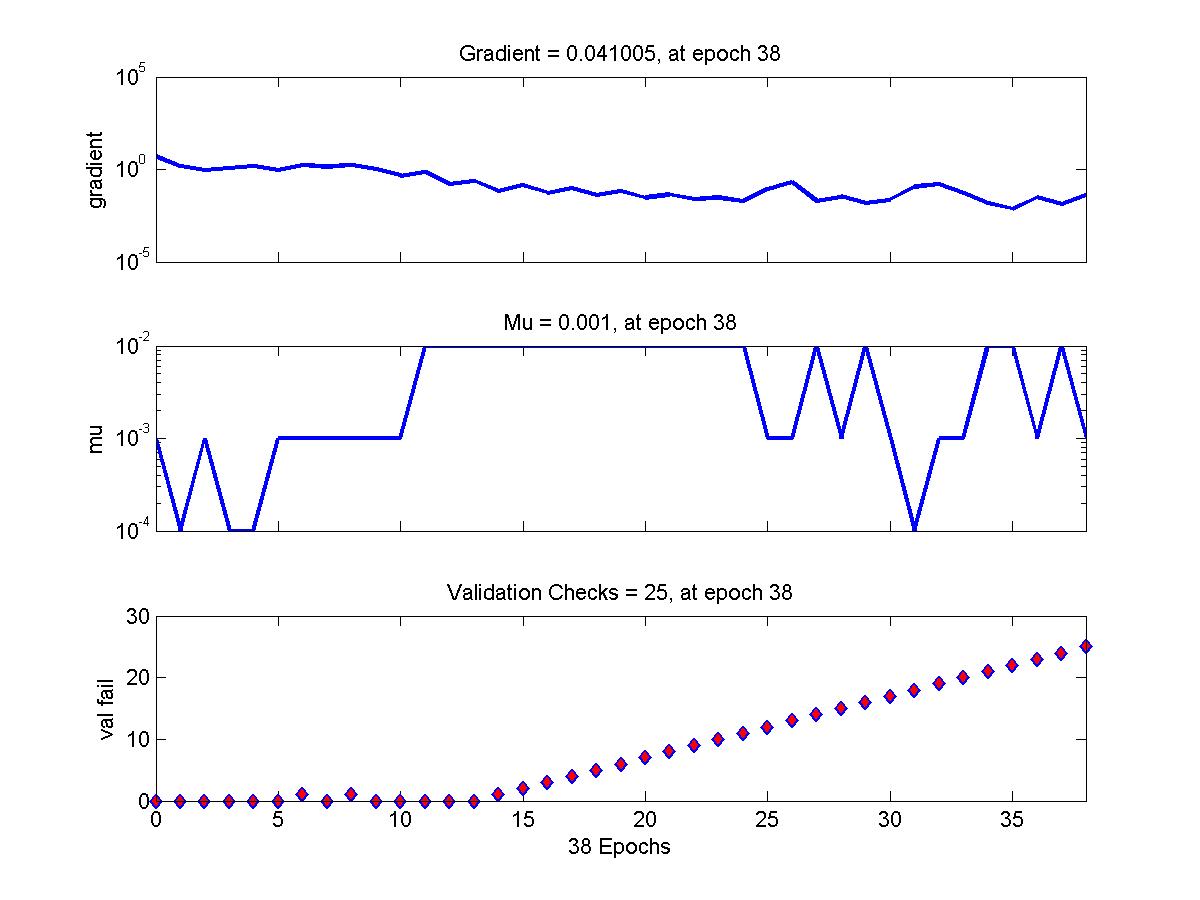 Gradient = 0.041005, at epoch 38
10^5
10^0
10^-5
gradient
Mu = 0.001, at epoch 38
10^-2
10^-3
10^-4
mu
Validation Checks = 25, at epoch 38
30
20
10
0
val fail
0 5 10 15 20 25 30 35
38 Epochs